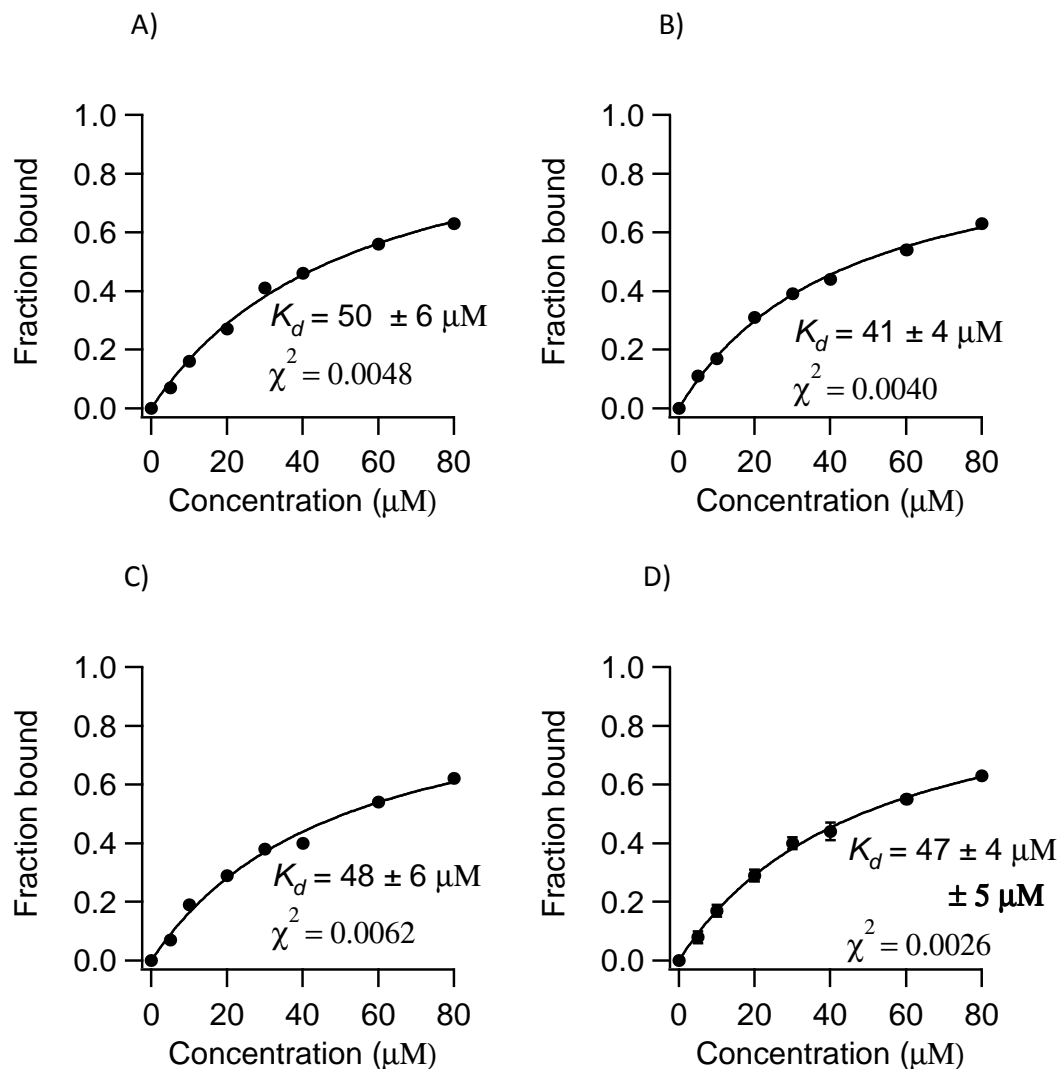 A)
Fraction bound
1.0
0.8
0.6
0.4
0.2
0.0
K_d = 50 ± 6 μM
χ² = 0.0048
0 20 40 60 80
Concentration (μM)
B)
Fraction bound
1.0
0.8
0.6
0.4
0.2
0.0
K_d = 41 ± 4 μM
χ² = 0.0040
0 20 40 60 80
Concentration (μM)
C)
Fraction bound
1.0
0.8
0.6
0.4
0.2
0.0
K_d = 48 ± 6 μM
χ² = 0.0062
0 20 40 60 80
Concentration (μM)
D)
Fraction bound
1.0
0.8
0.6
0.4
0.2
0.0
K_d = 47 ± 4 μM
± 5 μM
χ² = 0.0026
0 20 40 60 80
Concentration (μM)